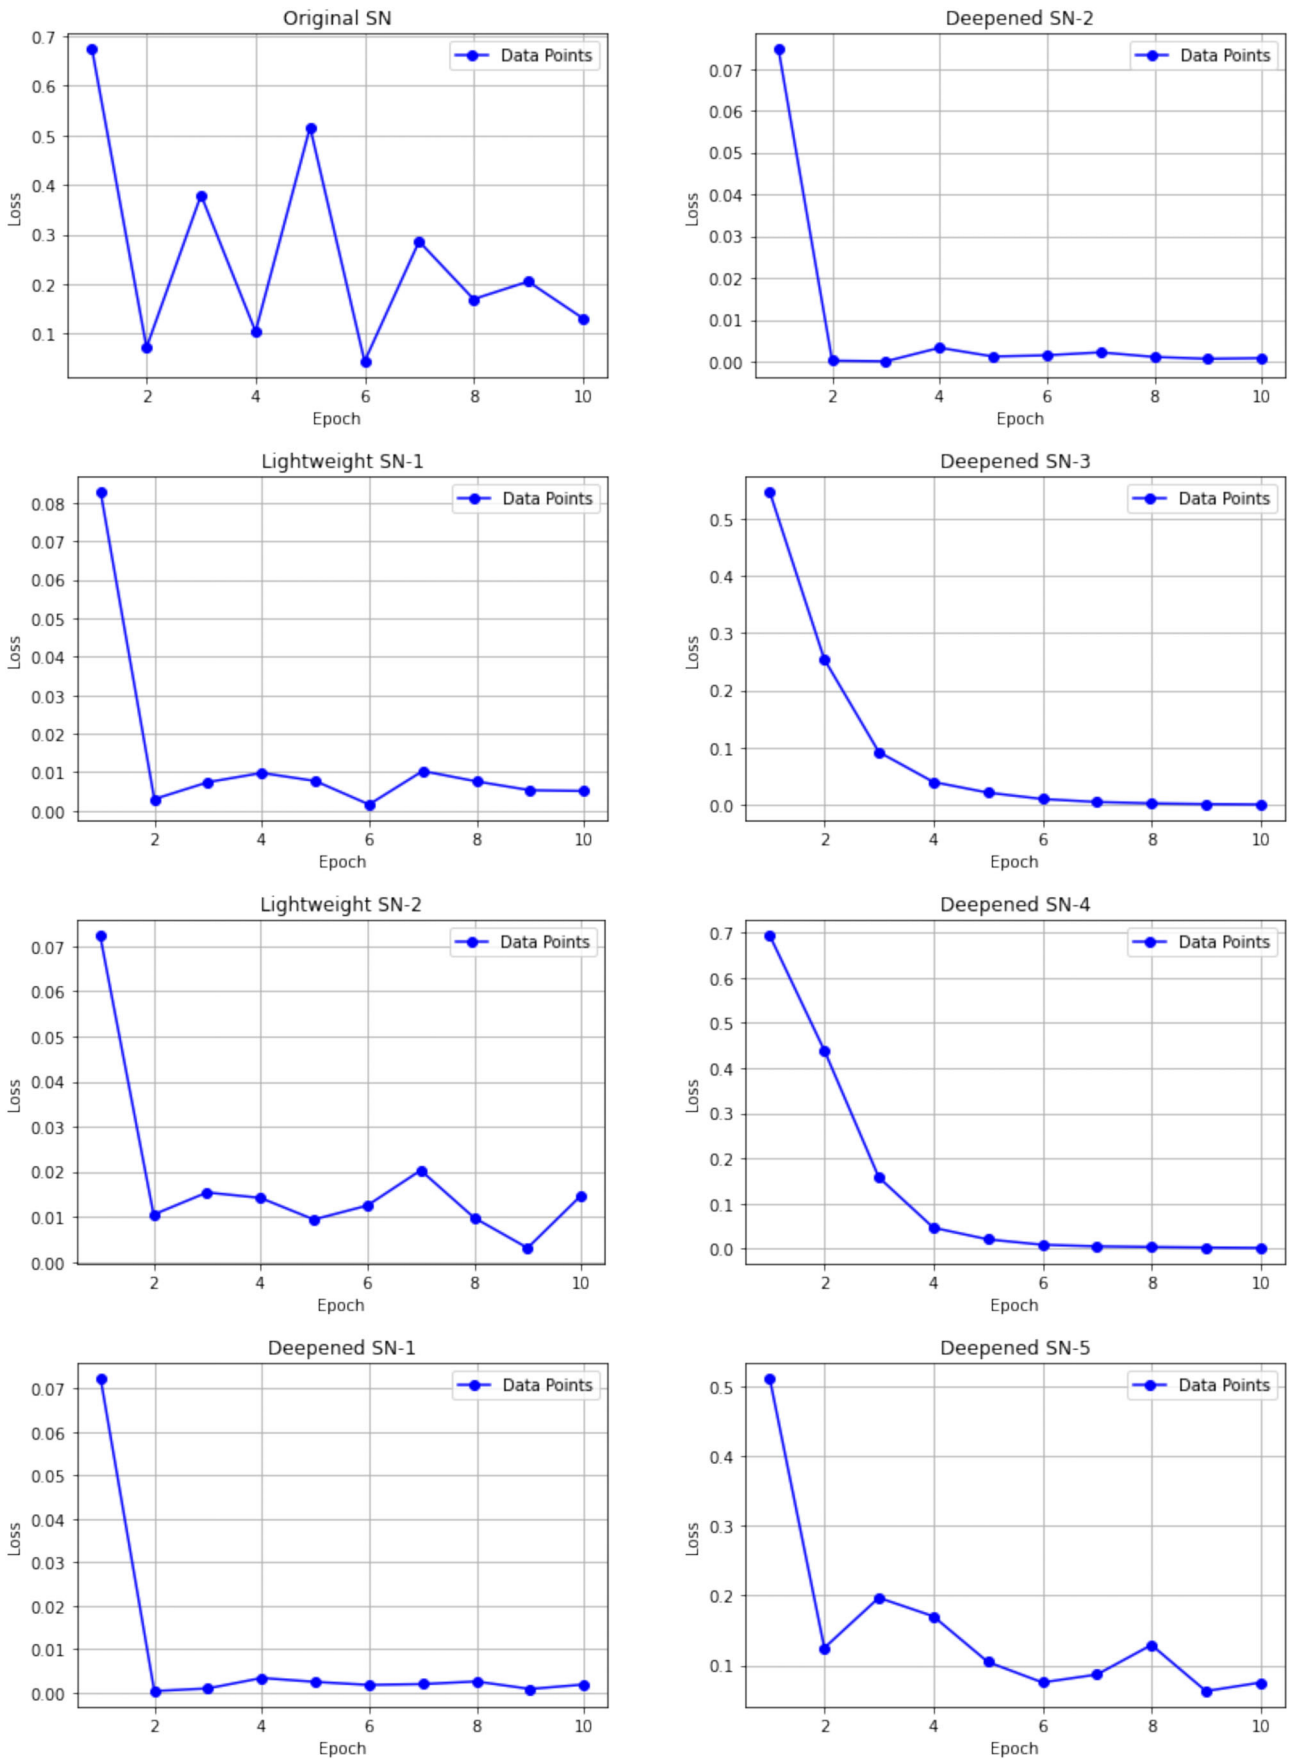 Original SN
Data Points
0.7
0.6
0.5
0.4
0.3
0.2
0.1
Loss
2 4 6 8 10
Epoch
Deepened SN-2
Data Points
0.07
0.06
0.05
0.04
0.03
0.02
0.01
0.00
Loss
2 4 6 8 10
Epoch
Lightweight SN-1
Data Points
0.08
0.07
0.06
0.05
0.04
0.03
0.02
0.01
0.00
Loss
2 4 6 8 10
Epoch
Deepened SN-3
Data Points
0.5
0.4
0.3
0.2
0.1
0.0
Loss
2 4 6 8 10
Epoch
Lightweight SN-2
Data Points
0.07
0.06
0.05
0.04
0.03
0.02
0.01
0.00
Loss
2 4 6 8 10
Epoch
Deepened SN-4
Data Points
0.7
0.6
0.5
0.4
0.3
0.2
0.1
0.0
Loss
2 4 6 8 10
Epoch
Deepened SN-1
Data Points
0.07
0.06
0.05
0.04
0.03
0.02
0.01
0.00
Loss
2 4 6 8 10
Epoch
Deepened SN-5
Data Points
0.5
0.4
0.3
0.2
0.1
Loss
2 4 6 8 10
Epoch